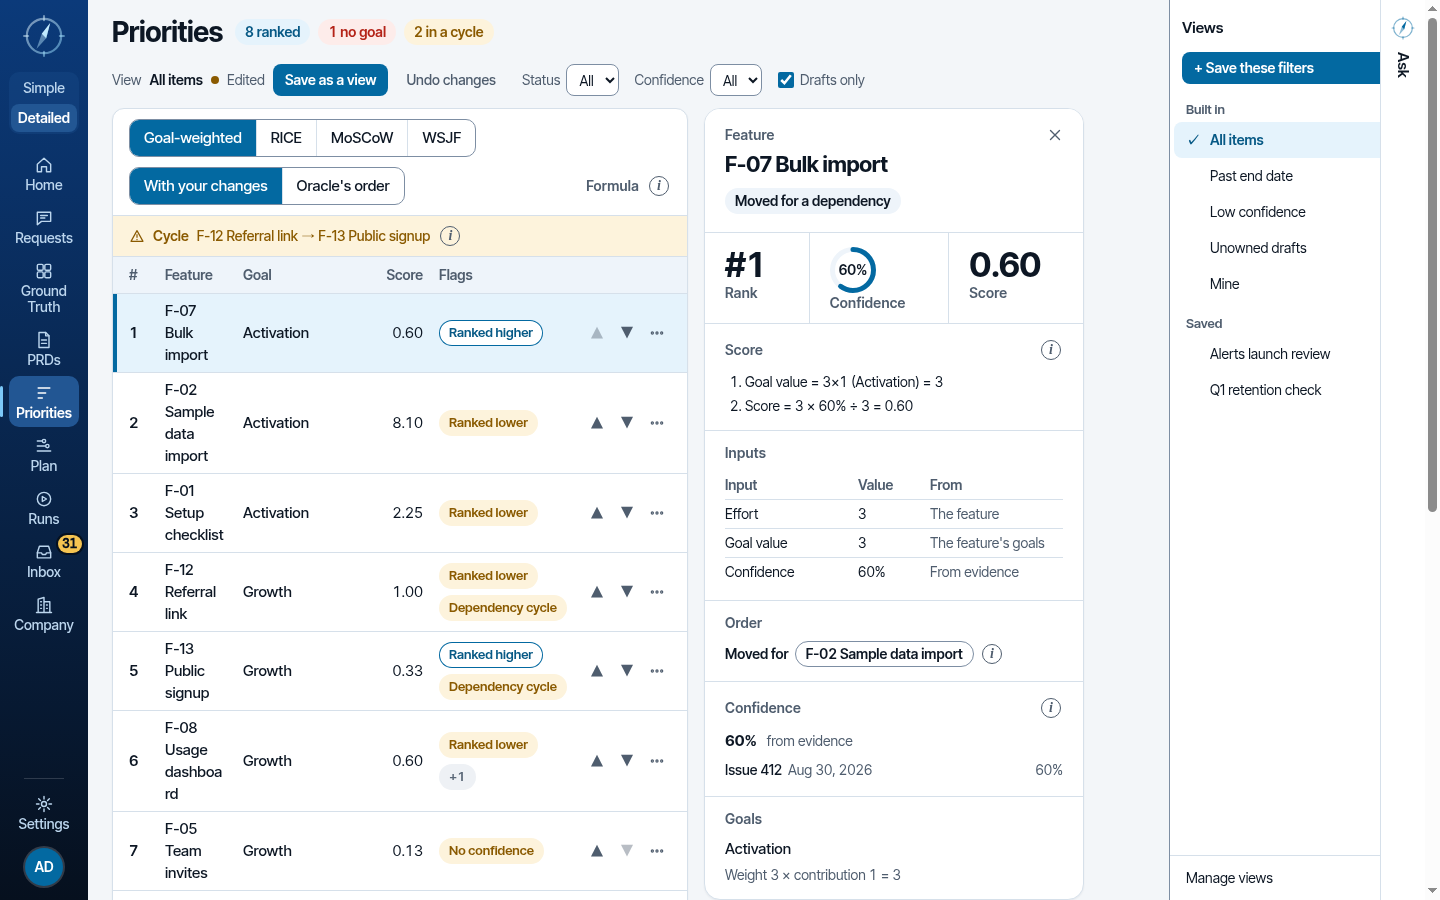 Simple
Detailed
Home
Requests
Ground
Truth
PRDs
Priorities
Plan
Runs
31
Inbox
Company
Settings
AD
Priorities
8 ranked
1 no goal
2 in a cycle
View All items Edited Save as a view Undo changes Status All Confidence All Drafts only
Goal-weighted RICE MoSCoW WSJF
With your changes Oracle's order Formula i
Cycle F-12 Referral link → F-13 Public signup i
# Feature Goal Score Flags
1 F-07 Bulk import Activation 0.60 Ranked higher
2 F-02 Sample data import Activation 8.10 Ranked lower
3 F-01 Setup checklist Activation 2.25 Ranked lower
4 F-12 Referral link Growth 1.00 Ranked lower Dependency cycle
5 F-13 Public signup Growth 0.33 Ranked higher Dependency cycle
6 F-08 Usage dashboard Growth 0.60 Ranked lower +1
7 F-05 Team invites Growth 0.13 No confidence
Feature
F-07 Bulk import
Moved for a dependency
#1 60% 0.60
Rank Confidence Score
Score i
1. Goal value = 3×1 (Activation) = 3
2. Score = 3 × 60% ÷ 3 = 0.60
Inputs
Input Value From
Effort 3 The feature
Goal value 3 The feature's goals
Confidence 60% From evidence
Order
Moved for F-02 Sample data import i
Confidence i
60% from evidence
Issue 412 Aug 30, 2026 60%
Goals
Activation
Weight 3 × contribution 1 = 3
Views
+ Save these filters
Built in
✓ All items
Past end date
Low confidence
Unowned drafts
Mine
Saved
Alerts launch review
Q1 retention check
Manage views
Ask